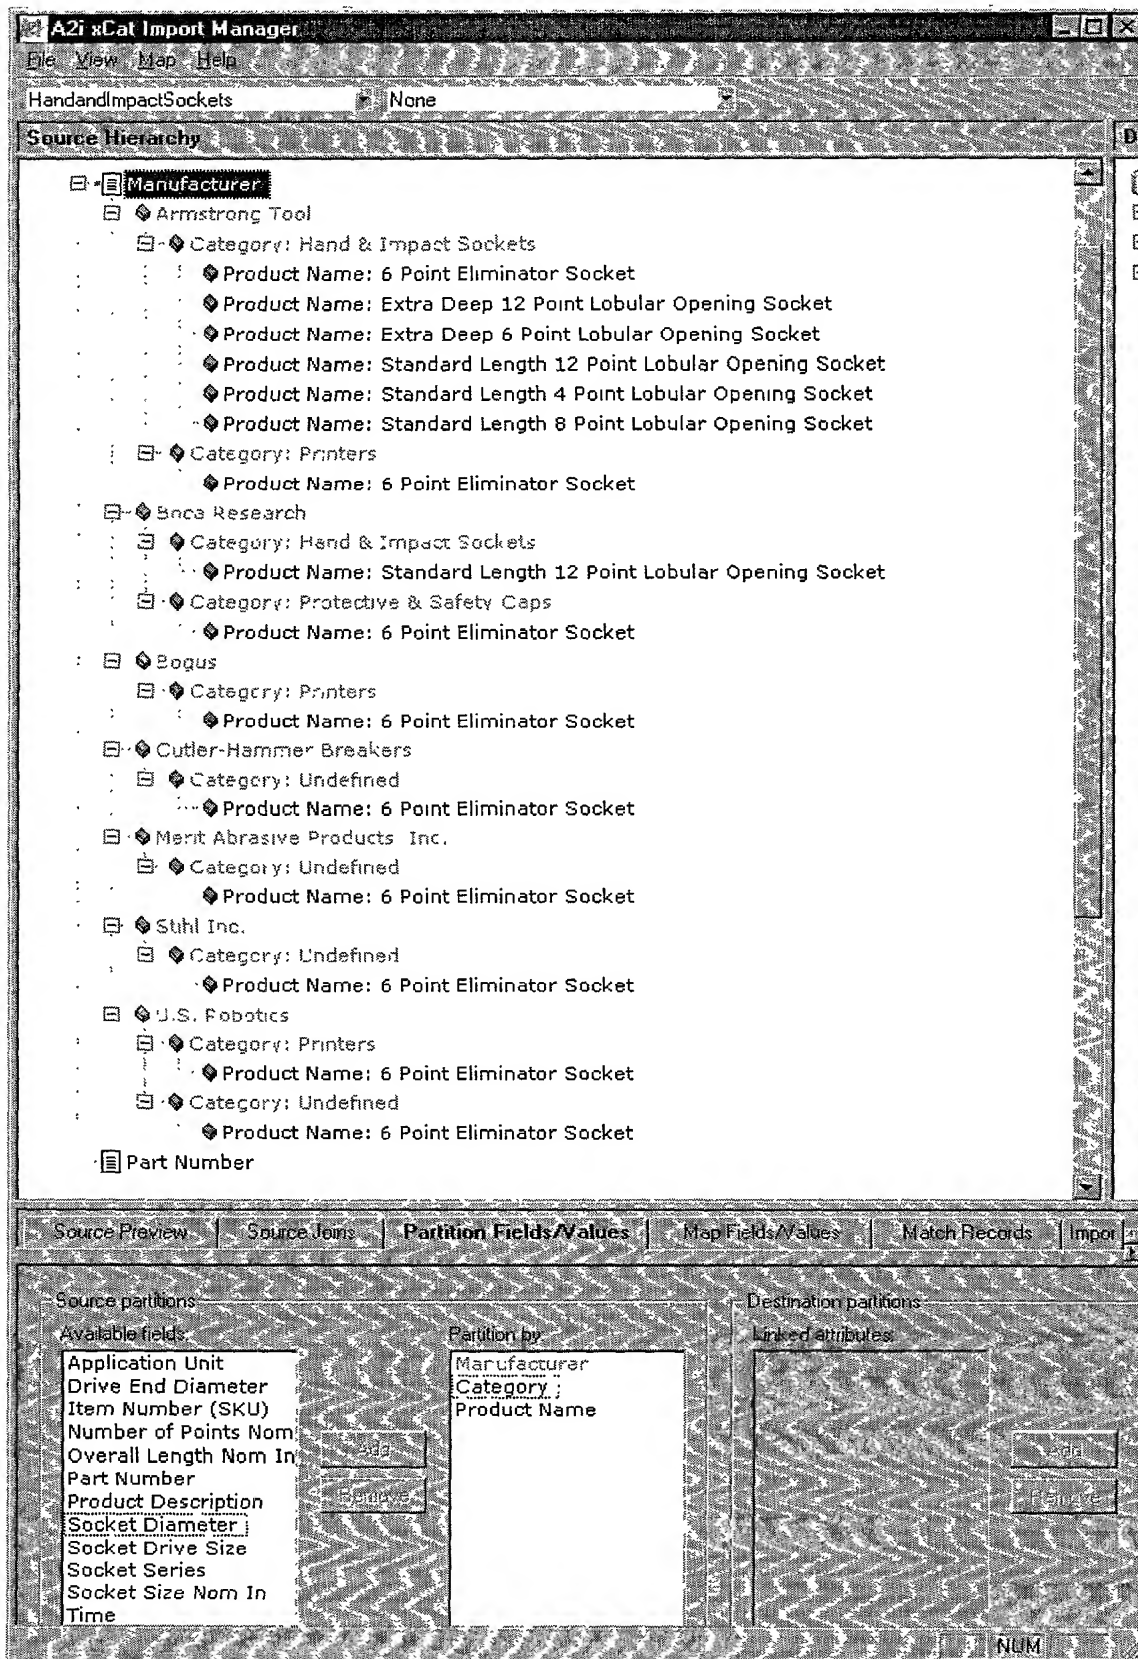 A2i xCat Import Manager
File View Map Help
HandandImpactSockets None
Source Hierarchy D
Manufacturer
Armstrong Tool
Category: Hand & Impact Sockets
Product Name: 6 Point Eliminator Socket
Product Name: Extra Deep 12 Point Lobular Opening Socket
Product Name: Extra Deep 6 Point Lobular Opening Socket
Product Name: Standard Length 12 Point Lobular Opening Socket
Product Name: Standard Length 4 Point Lobular Opening Socket
Product Name: Standard Length 8 Point Lobular Opening Socket
Category: Printers
Product Name: 6 Point Eliminator Socket
Research
Category: Hand & Impact Sockets
Product Name: Standard Length 12 Point Lobular Opening Socket
Category: Protective & Safety Caps
Product Name: 6 Point Eliminator Socket
Bogus
Category: Printers
Product Name: 6 Point Eliminator Socket
Cutler-Hammer Breakers
Category: Undefined
Product Name: 6 Point Eliminator Socket
Merit Abrasive Products Inc.
Category: Undefined
Product Name: 6 Point Eliminator Socket
Stihl Inc.
Category: Undefined
Product Name: 6 Point Eliminator Socket
U.S. Robotics
Category: Printers
Product Name: 6 Point Eliminator Socket
Category: Undefined
Product Name: 6 Point Eliminator Socket
Part Number
Source Preview Source Joins Partition Fields/Values Map Fields/Values Match Records Impor
Source partitions Destination partitions
Available fields: Partition by: Linked attributes:
Application Unit Manufacturer
Drive End Diameter Category
Item Number (SKU) Product Name
Number of Points Nom
Overall Length Nom In Add Add
Part Number
Product Description Remove Remove
Socket Diameter
Socket Drive Size
Socket Series
Socket Size Nom In
Time
NUM